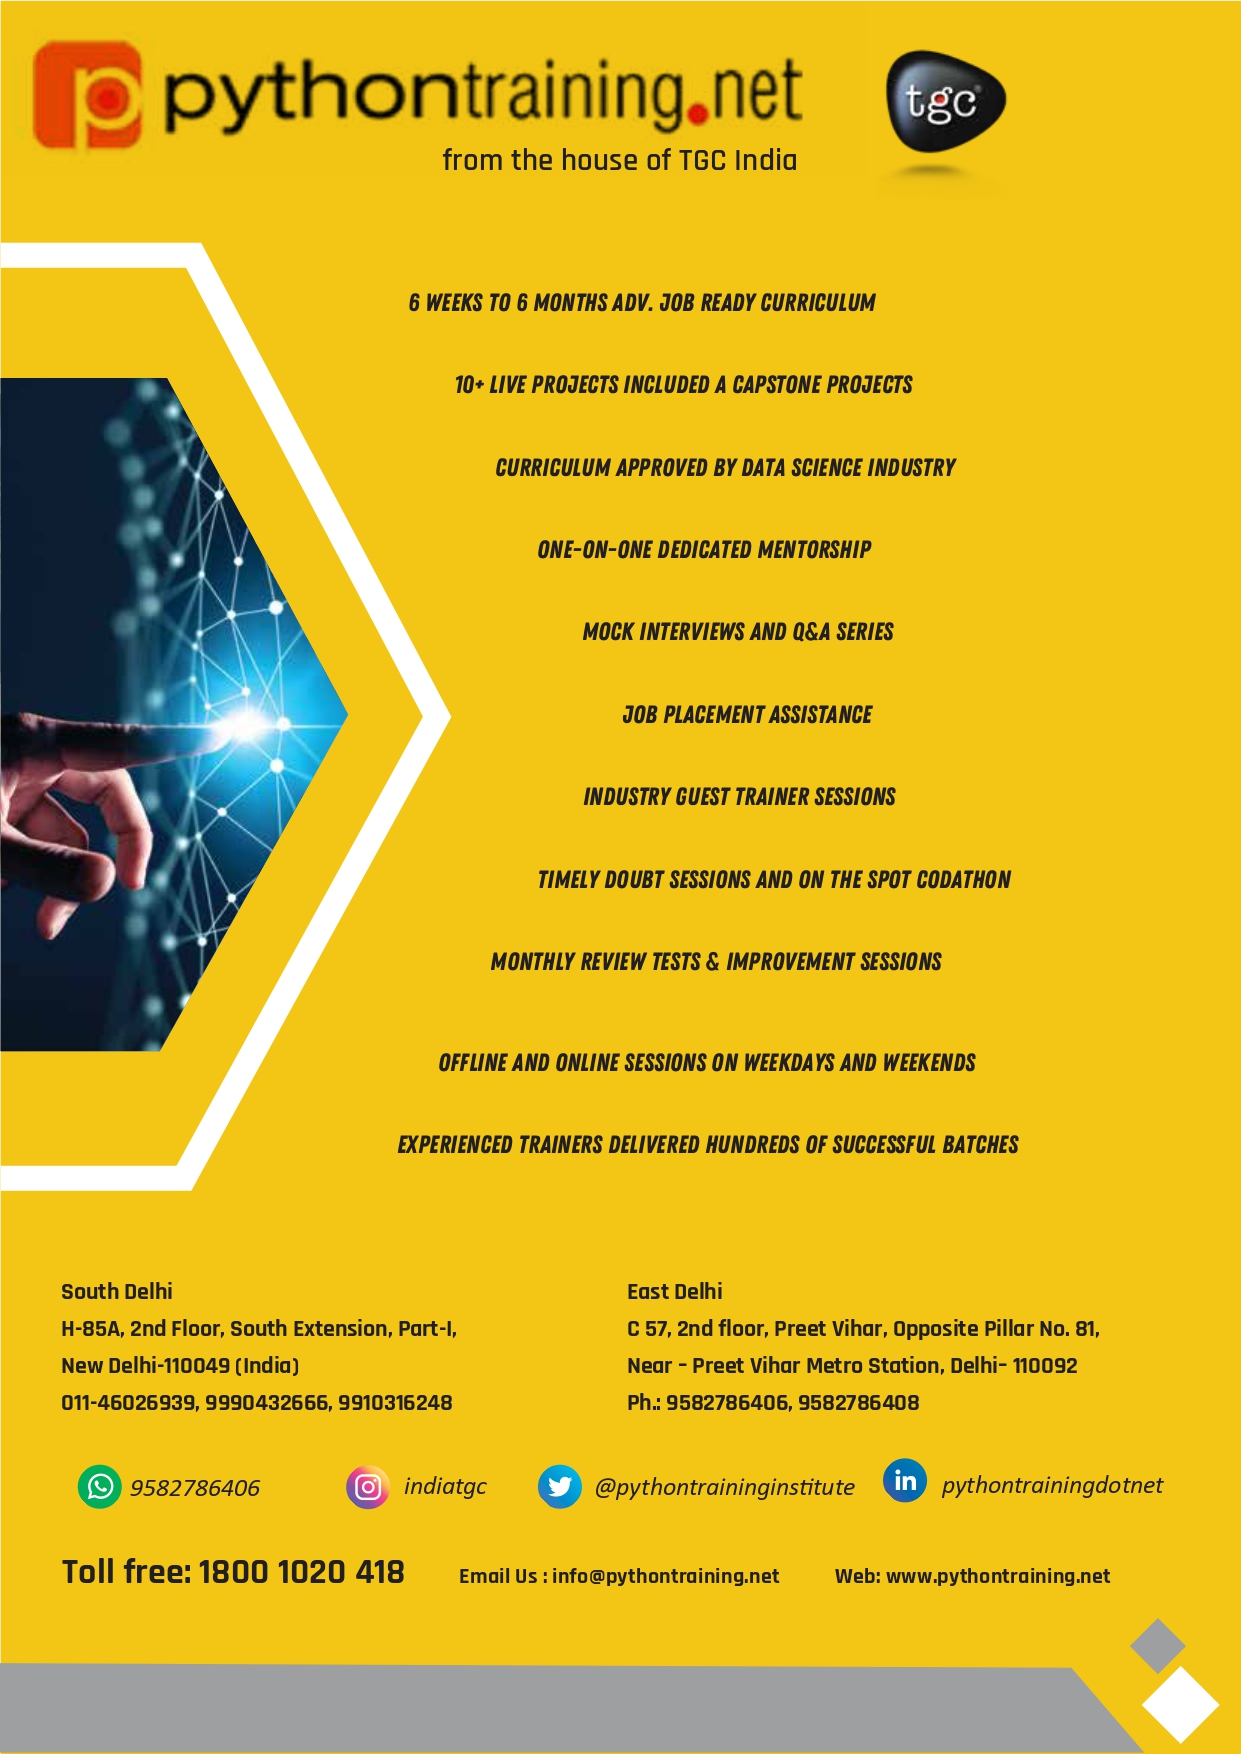 p pythontraining.net
tgc
from the house of TGC India
6 WEEKS TO 6 MONTHS ADV. JOB READY CURRICULUM
10+ LIVE PROJECTS INCLUDED A CAPSTONE PROJECTS
CURRICULUM APPROVED BY DATA SCIENCE INDUSTRY
ONE-ON-ONE DEDICATED MENTORSHIP
MOCK INTERVIEWS AND Q&A SERIES
JOB PLACEMENT ASSISTANCE
INDUSTRY GUEST TRAINER SESSIONS
TIMELY DOUBT SESSIONS AND ON THE SPOT CODATHON
MONTHLY REVIEW TESTS & IMPROVEMENT SESSIONS
OFFLINE AND ONLINE SESSIONS ON WEEKDAYS AND WEEKENDS
EXPERIENCED TRAINERS DELIVERED HUNDREDS OF SUCCESSFUL BATCHES
South Delhi
H-85A, 2nd Floor, South Extension, Part-I,
New Delhi-110049 (India)
011-46026939, 9990432666, 9910316248
East Delhi
C 57, 2nd floor, Preet Vihar, Opposite Pillar No. 81,
Near – Preet Vihar Metro Station, Delhi– 110092
Ph.: 9582786406, 9582786408
9582786406 indiatgc @pythontraininginstitute in pythontrainingdotnet
Toll free: 1800 1020 418 Email Us : info@pythontraining.net Web: www.pythontraining.net